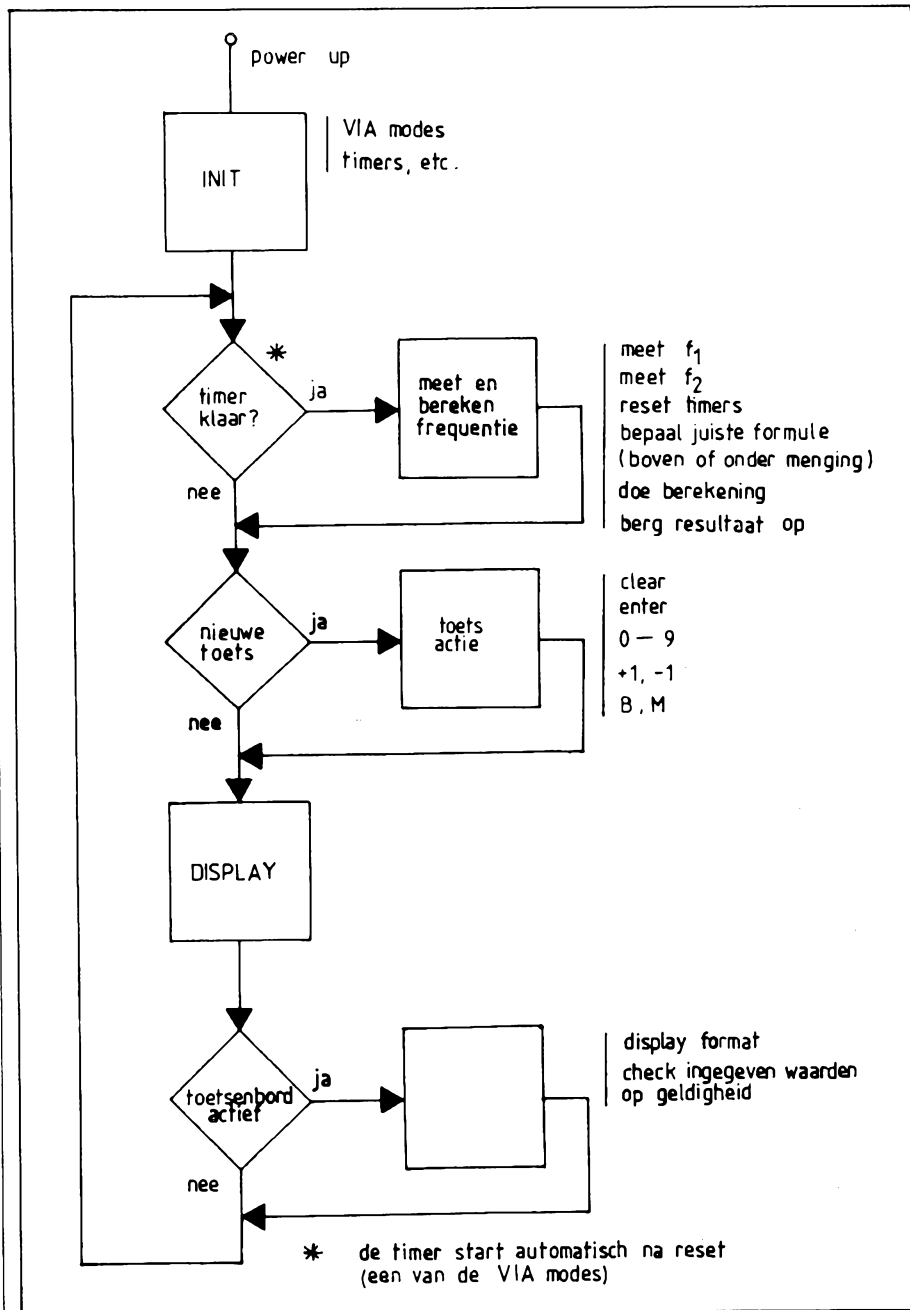 power up
VIA modes
timers, etc.
INIT
*
timer
klaar?
ja
nee
meet en
bereken
frequentie
meet f1
meet f2
reset timers
bepaal juiste formule
(boven of onder menging)
doe berekening
berg resultaat op
nieuwe
toets
ja
nee
toets
actie
clear
enter
0 — 9
+1, -1
B, M
DISPLAY
toetsenbord
actief
ja
nee
display format
check ingegeven waarden
op geldigheid
* de timer start automatisch na reset
(een van de VIA modes)